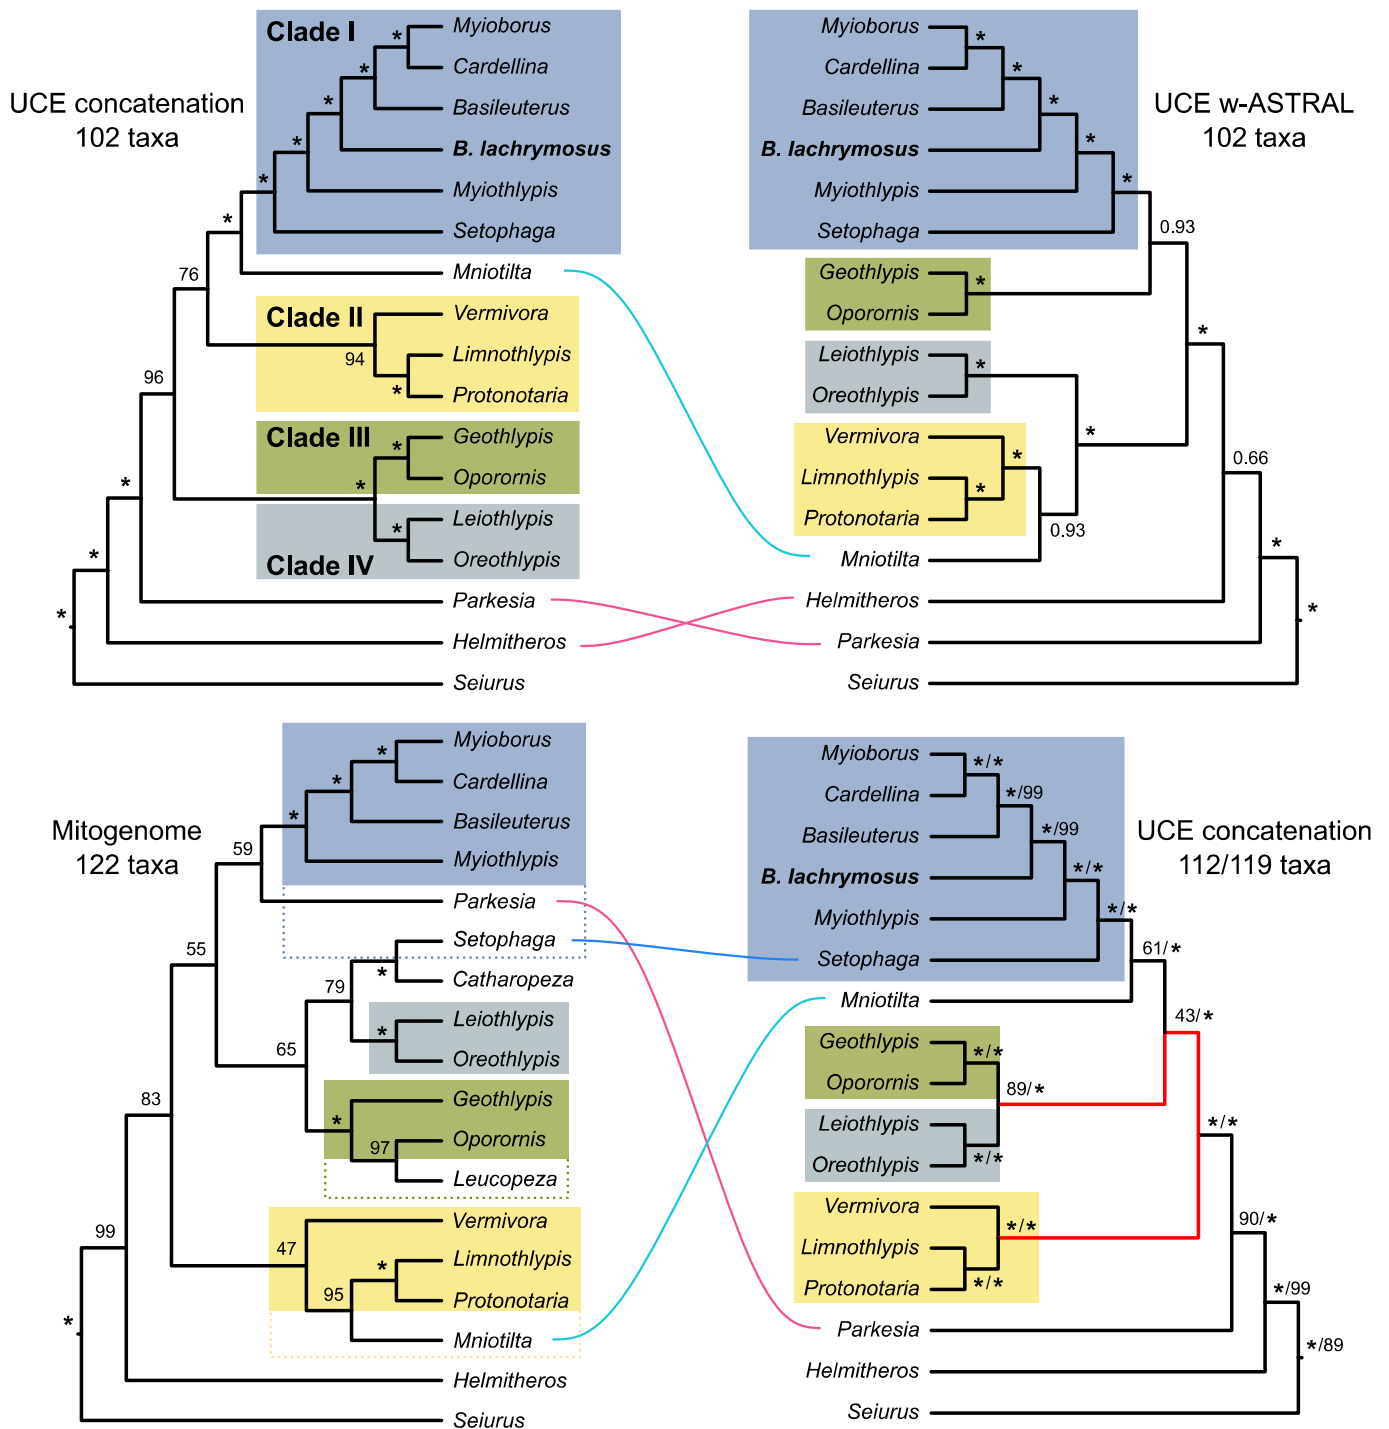 UCE concatenation
102 taxa
Clade I
Myioborus
Cardellina
Basileuterus
B. lachrymosus
Myiothlypis
Setophaga
Mniotilta
Clade II
Vermivora
Limnothlypis
Protonotaria
Clade III
Geothlypis
Oporornis
Leiothlypis
Oreothlypis
Clade IV
Parkesia
Helmitheros
Seiurus
*
*
*
*
*
*
76
94
*
96
*
*
*
*
*
*
UCE w-ASTRAL
102 taxa
Myioborus
Cardellina
Basileuterus
B. lachrymosus
Myiothlypis
Setophaga
Geothlypis
Oporornis
Leiothlypis
Oreothlypis
Vermivora
Limnothlypis
Protonotaria
Mniotilta
Helmitheros
Parkesia
Seiurus
*
*
*
*
*
0.93
*
*
*
*
*
*
0.93
0.66
*
*
Mitogenome
122 taxa
Myioborus
Cardellina
Basileuterus
Myiothlypis
Parkesia
Setophaga
Catharopeza
Leiothlypis
Oreothlypis
Geothlypis
Oporornis
Leucopeza
Vermivora
Limnothlypis
Protonotaria
Mniotilta
Helmitheros
Seiurus
*
*
*
59
55
*
79
*
65
*
97
83
47
*
95
99
*
UCE concatenation
112/119 taxa
Myioborus
Cardellina
Basileuterus
B. lachrymosus
Myiothlypis
Setophaga
Mniotilta
Geothlypis
Oporornis
Leiothlypis
Oreothlypis
Vermivora
Limnothlypis
Protonotaria
Parkesia
Helmitheros
Seiurus
*/*
*/99
*/99
*/*
*/*
61/*
43/*
*/*
89/*
*/*
*/*
*/*
*/*
90/*
*/99
*/89